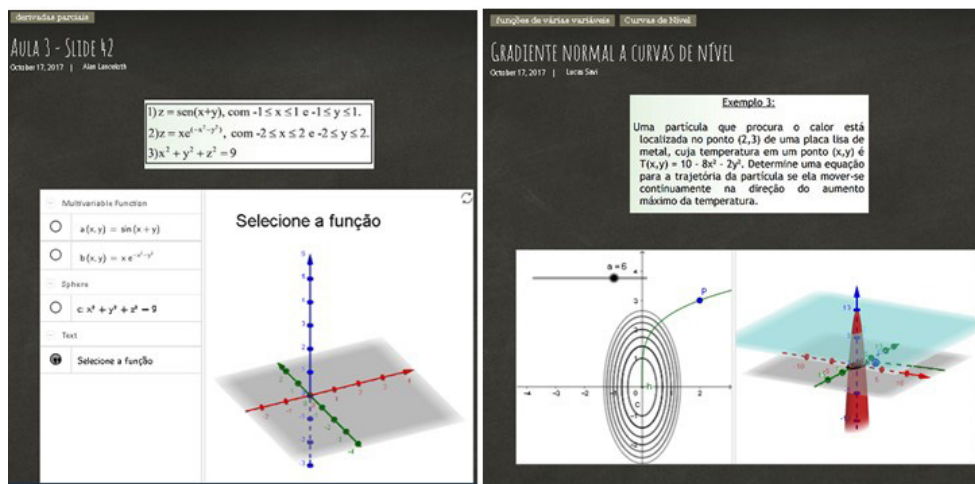 derivadas parciais
AULA 3 - SLIDE 42
October 17, 2017 | Alan Lanceloth
1) z = sen(x+y), com -1 ≤ x ≤ 1 e -1 ≤ y ≤ 1.
2) z = xe^(-x²-y²), com -2 ≤ x ≤ 2 e -2 ≤ y ≤ 2.
3) x² + y² + z² = 9
Multivariable Function
a(x, y) = sin(x + y)
b(x, y) = x e^(-x²-y²)
Sphere
c: x² + y² + z² = 9
Text
Selecione a função
Selecione a função
funções de várias variáveis
Curvas de Nível
GRADIENTE NORMAL A CURVAS DE NÍVEL
October 17, 2017 | Lucas Savi
Exemplo 3:
Uma partícula que procura o calor está
localizada no ponto (2,3) de uma placa lisa de
metal, cuja temperatura em um ponto (x,y) é
T(x,y) = 10 - 8x² - 2y². Determine uma equação
para a trajetória da partícula se ela mover-se
continuamente na direção do aumento
máximo da temperatura.
a = 6
P
h
c